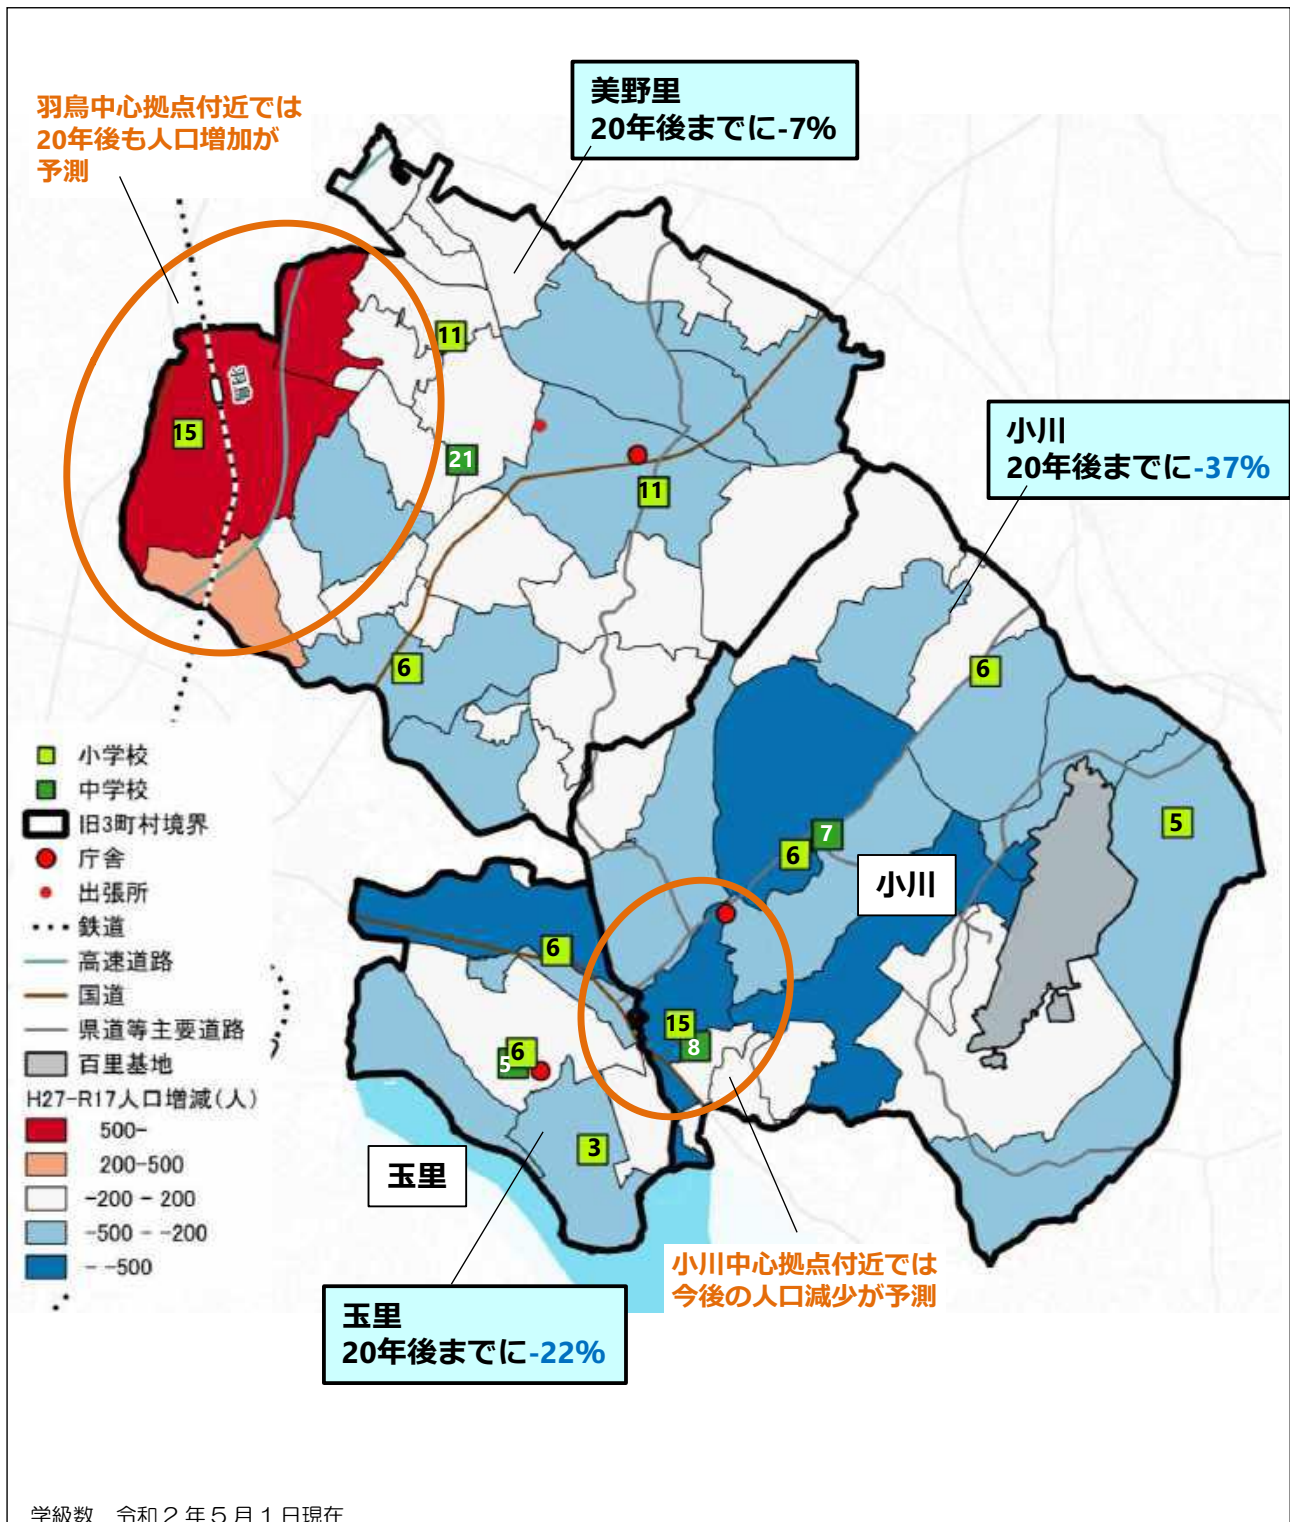 羽鳥中心拠点付近では
20年後も人口増加が
予測
美野里
20年後までに-7%
小川
20年後までに-37%
羽鳥
15
11
21
11
6
6
5
7
6
小川
6
15
8
6
5
3
玉里
小川中心拠点付近では
今後の人口減少が予測
玉里
20年後までに-22%
小学校
中学校
旧3町村境界
庁舎
出張所
鉄道
高速道路
国道
県道等主要道路
百里基地
H27-R17人口増減(人)
500-
200-500
-200 - 200
-500 - -200
- -500
学級数 令和2年5月1日現在